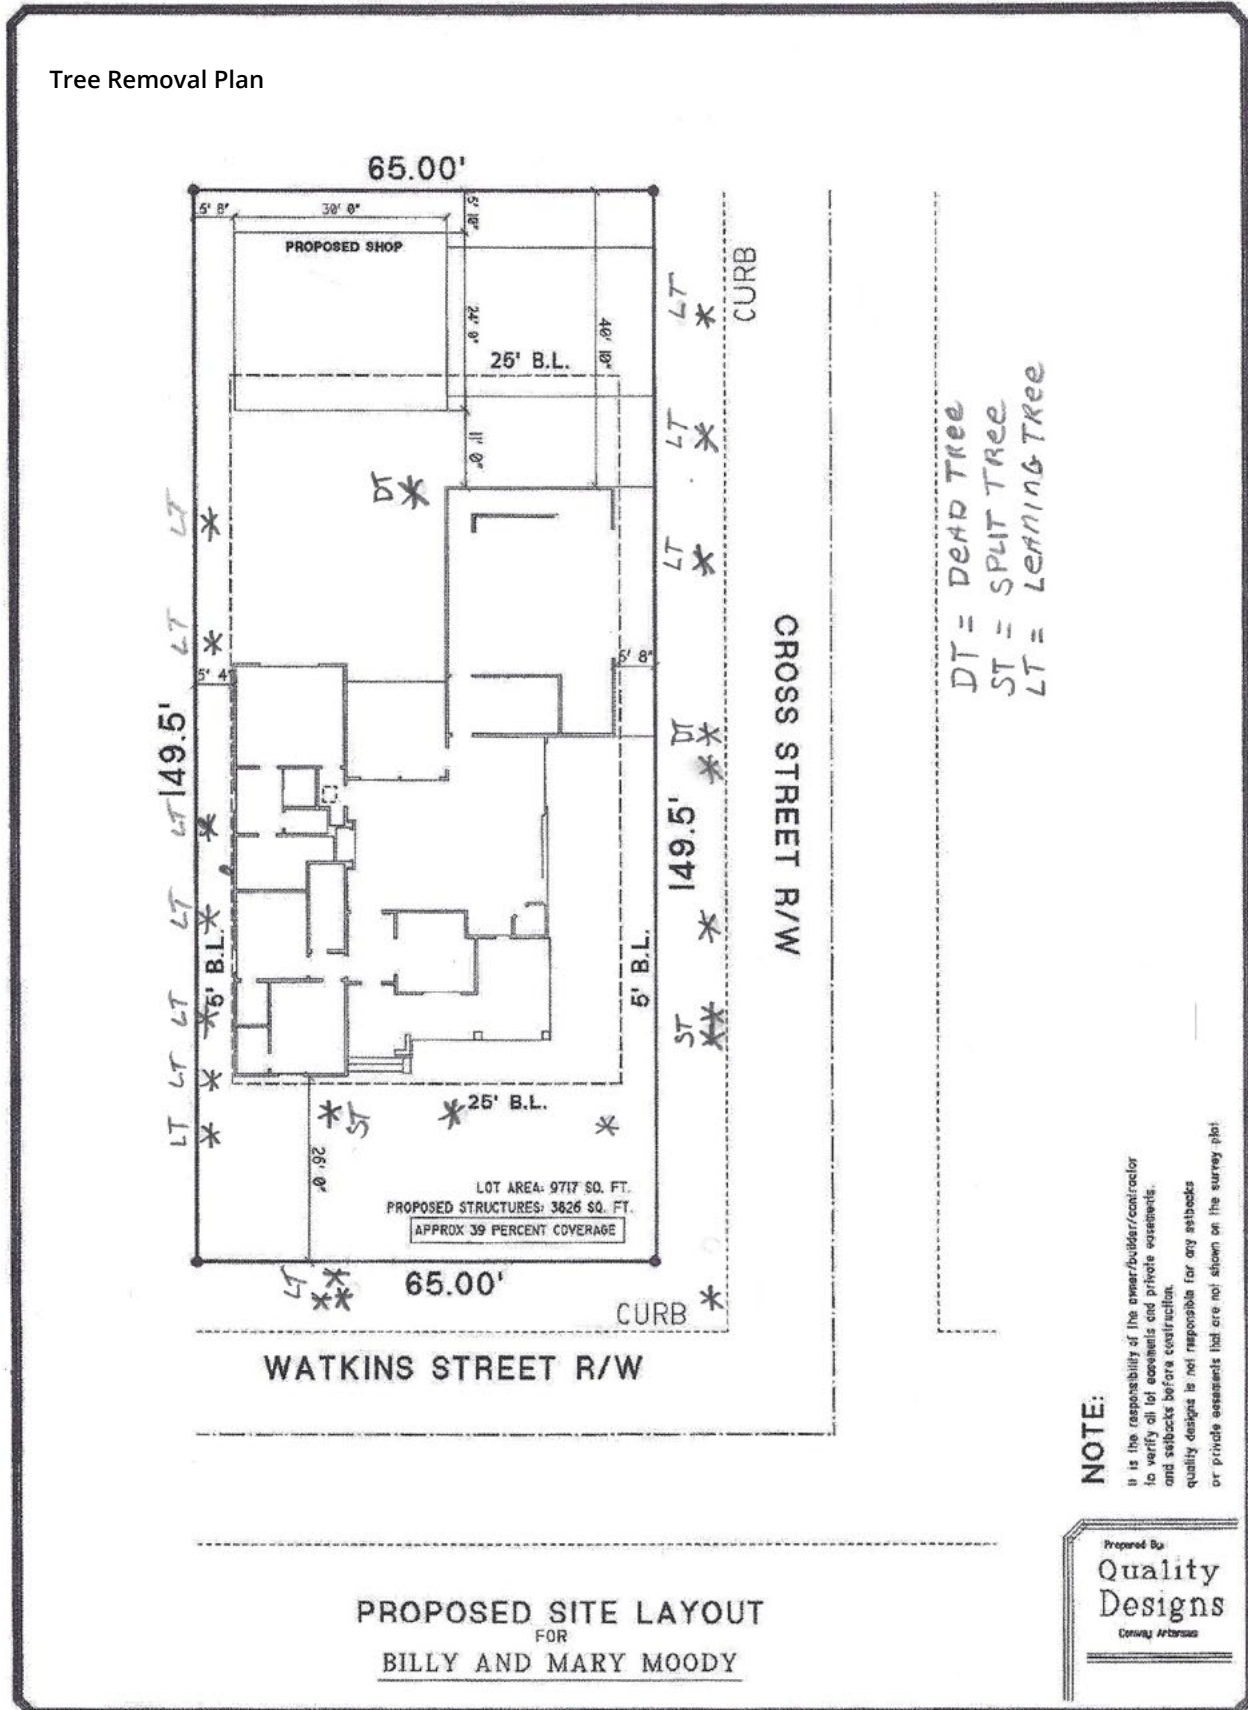 Tree Removal Plan
65.00'
5' 8"
30' 0"
5' 10"
PROPOSED SHOP
LT
CURB
24' 0"
40' 10"
25' B.L.
LT
11' 0"
DT
LT
LT
LT
5' 4"
DT = DEAD TRee
ST = SPLIT TRee
LT = LeANING TRee
CROSS STREET R/W
149.5'
DT
LT
149.5'
LT
5' B.L.
5' B.L.
LT
ST
LT
LT
ST
25' B.L.
LOT AREA: 9717 SQ. FT.
PROPOSED STRUCTURES: 3826 SQ. FT.
APPROX 39 PERCENT COVERAGE
LT
65.00'
CURB
WATKINS STREET R/W
NOTE:
It is the responsibility of the owner/builder/contractor
to verify all lot easements and private easements.
and setbacks before construction.
quality designs is not responsible for any setbacks
or private easements that are not shown on the survey plat
Prepared By:
Quality
Designs
Conway Arkansas
PROPOSED SITE LAYOUT
FOR
BILLY AND MARY MOODY